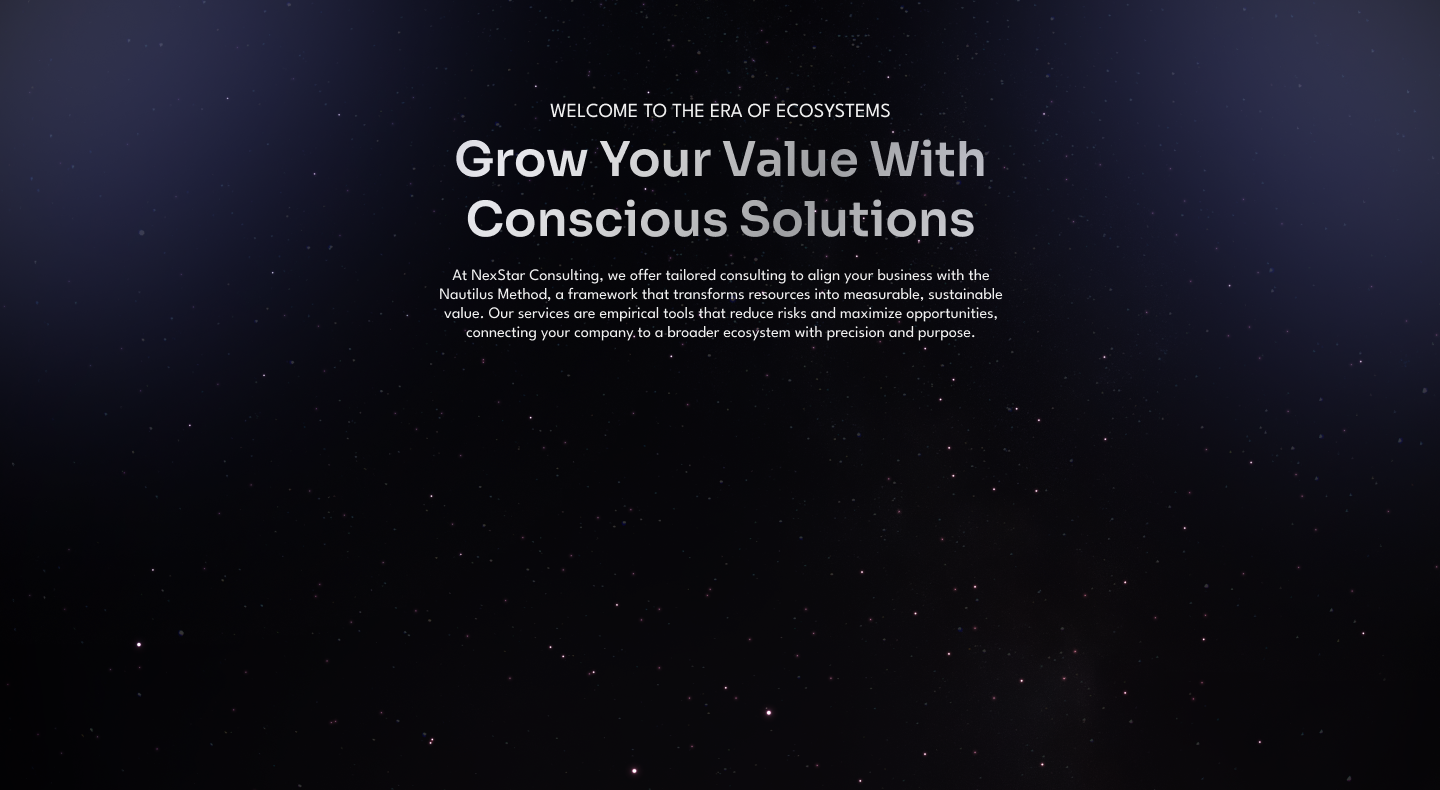 WELCOME TO THE ERA OF ECOSYSTEMS
Grow Your Value With
Conscious Solutions
At NexStar Consulting, we offer tailored consulting to align your business with the
Nautilus Method, a framework that transforms resources into measurable, sustainable
value. Our services are empirical tools that reduce risks and maximize opportunities,
connecting your company to a broader ecosystem with precision and purpose.